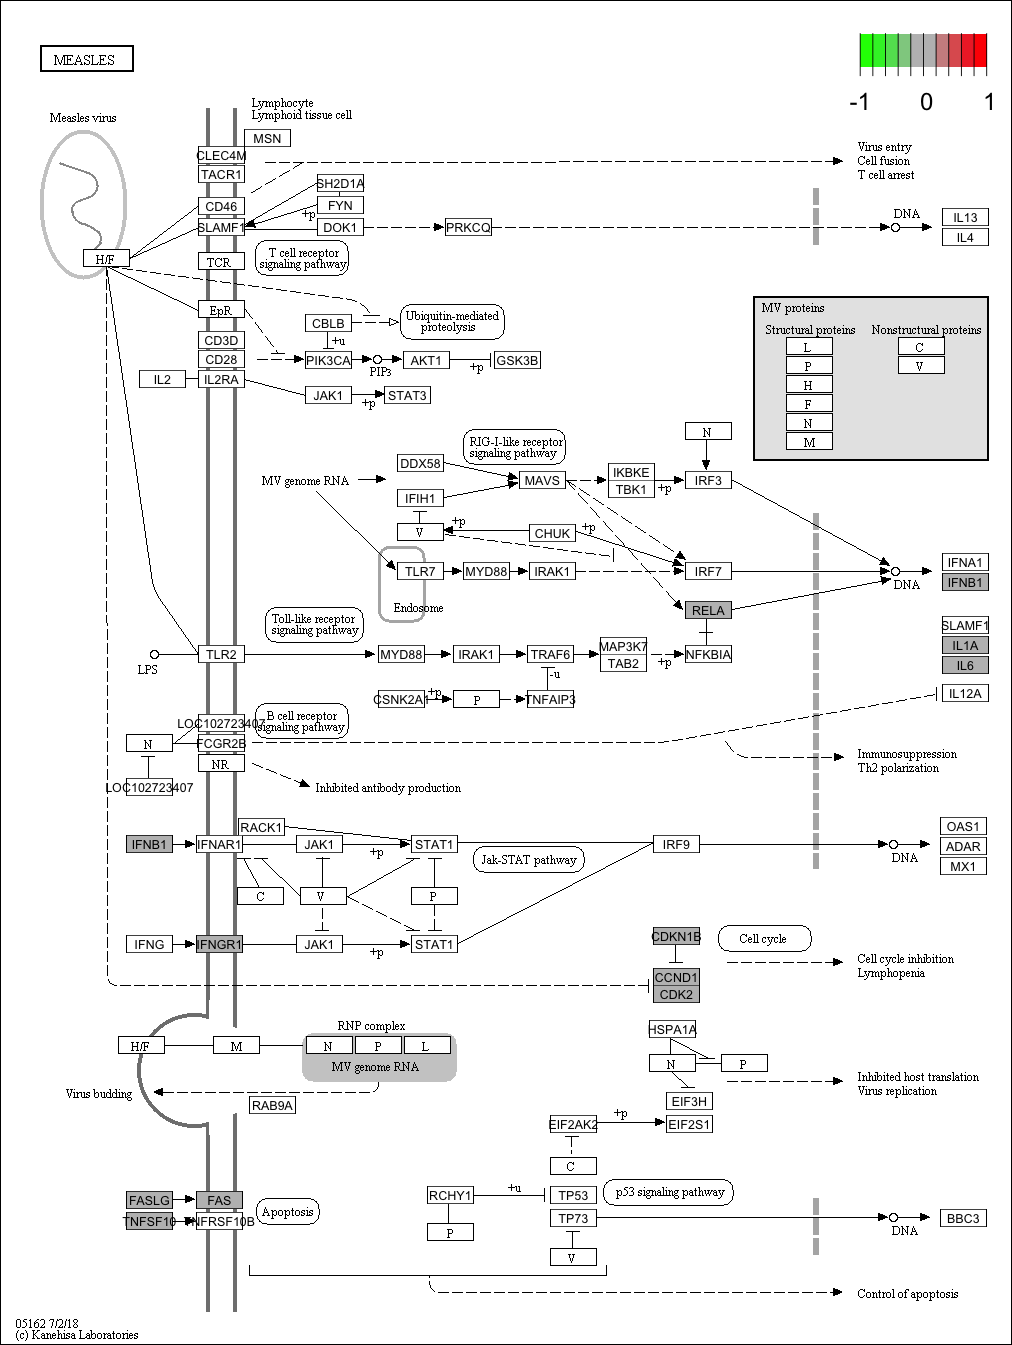 MEASLES
-1 0 1
Measles virus
Lymphocyte
Lymphoid tissue cell
MSN
CLEC4M
TACR1
Virus entry
Cell fusion
T cell arrest
SH2D1A
CD46
FYN
+p
SLAMF1
DOK1
PRKCQ
DNA
IL13
IL4
H/F
TCR
T cell receptor
signaling pathway
EpR
CBLB
Ubiquitin-mediated
proteolysis
+u
CD3D
CD28
PIK3CA
PIP3
AKT1
+p
GSK3B
IL2
IL2RA
JAK1
+p
STAT3
MV proteins
Structural proteins
Nonstructural proteins
L
C
P
V
H
F
N
M
N
RIG-I-like receptor
signaling pathway
DDX58
MV genome RNA
MAVS
IKBKE
TBK1
+p
IRF3
IFIH1
V
+p
CHUK
+p
TLR7
MYD88
IRAK1
IRF7
DNA
IFNA1
IFNB1
Endosome
RELA
Toll-like receptor
signaling pathway
SLAMF1
IL1A
IL6
IL12A
LPS
TLR2
MYD88
IRAK1
TRAF6
MAP3K7
TAB2
+p
NFKBIA
-u
CSNK2A1
+p
P
TNFAIP3
LOC102723407
B cell receptor
signaling pathway
N
FCGR2B
NR
LOC102723407
Inhibited antibody production
Immunosuppression
Th2 polarization
RACK1
IFNB1
IFNAR1
JAK1
+p
STAT1
Jak-STAT pathway
IRF9
DNA
OAS1
ADAR
MX1
C
V
P
IFNG
IFNGR1
JAK1
+p
STAT1
CDKN1B
Cell cycle
CCND1
CDK2
Cell cycle inhibition
Lymphopenia
RNP complex
H/F
M
N
P
L
MV genome RNA
Virus budding
RAB9A
HSPA1A
N
P
EIF3H
Inhibited host translation
Virus replication
EIF2AK2
+p
EIF2S1
C
FASLG
FAS
TNFSF10
TNFRSF10B
Apoptosis
RCHY1
+u
TP53
p53 signaling pathway
P
TP73
DNA
BBC3
V
Control of apoptosis
05162 7/2/18
(c) Kanehisa Laboratories